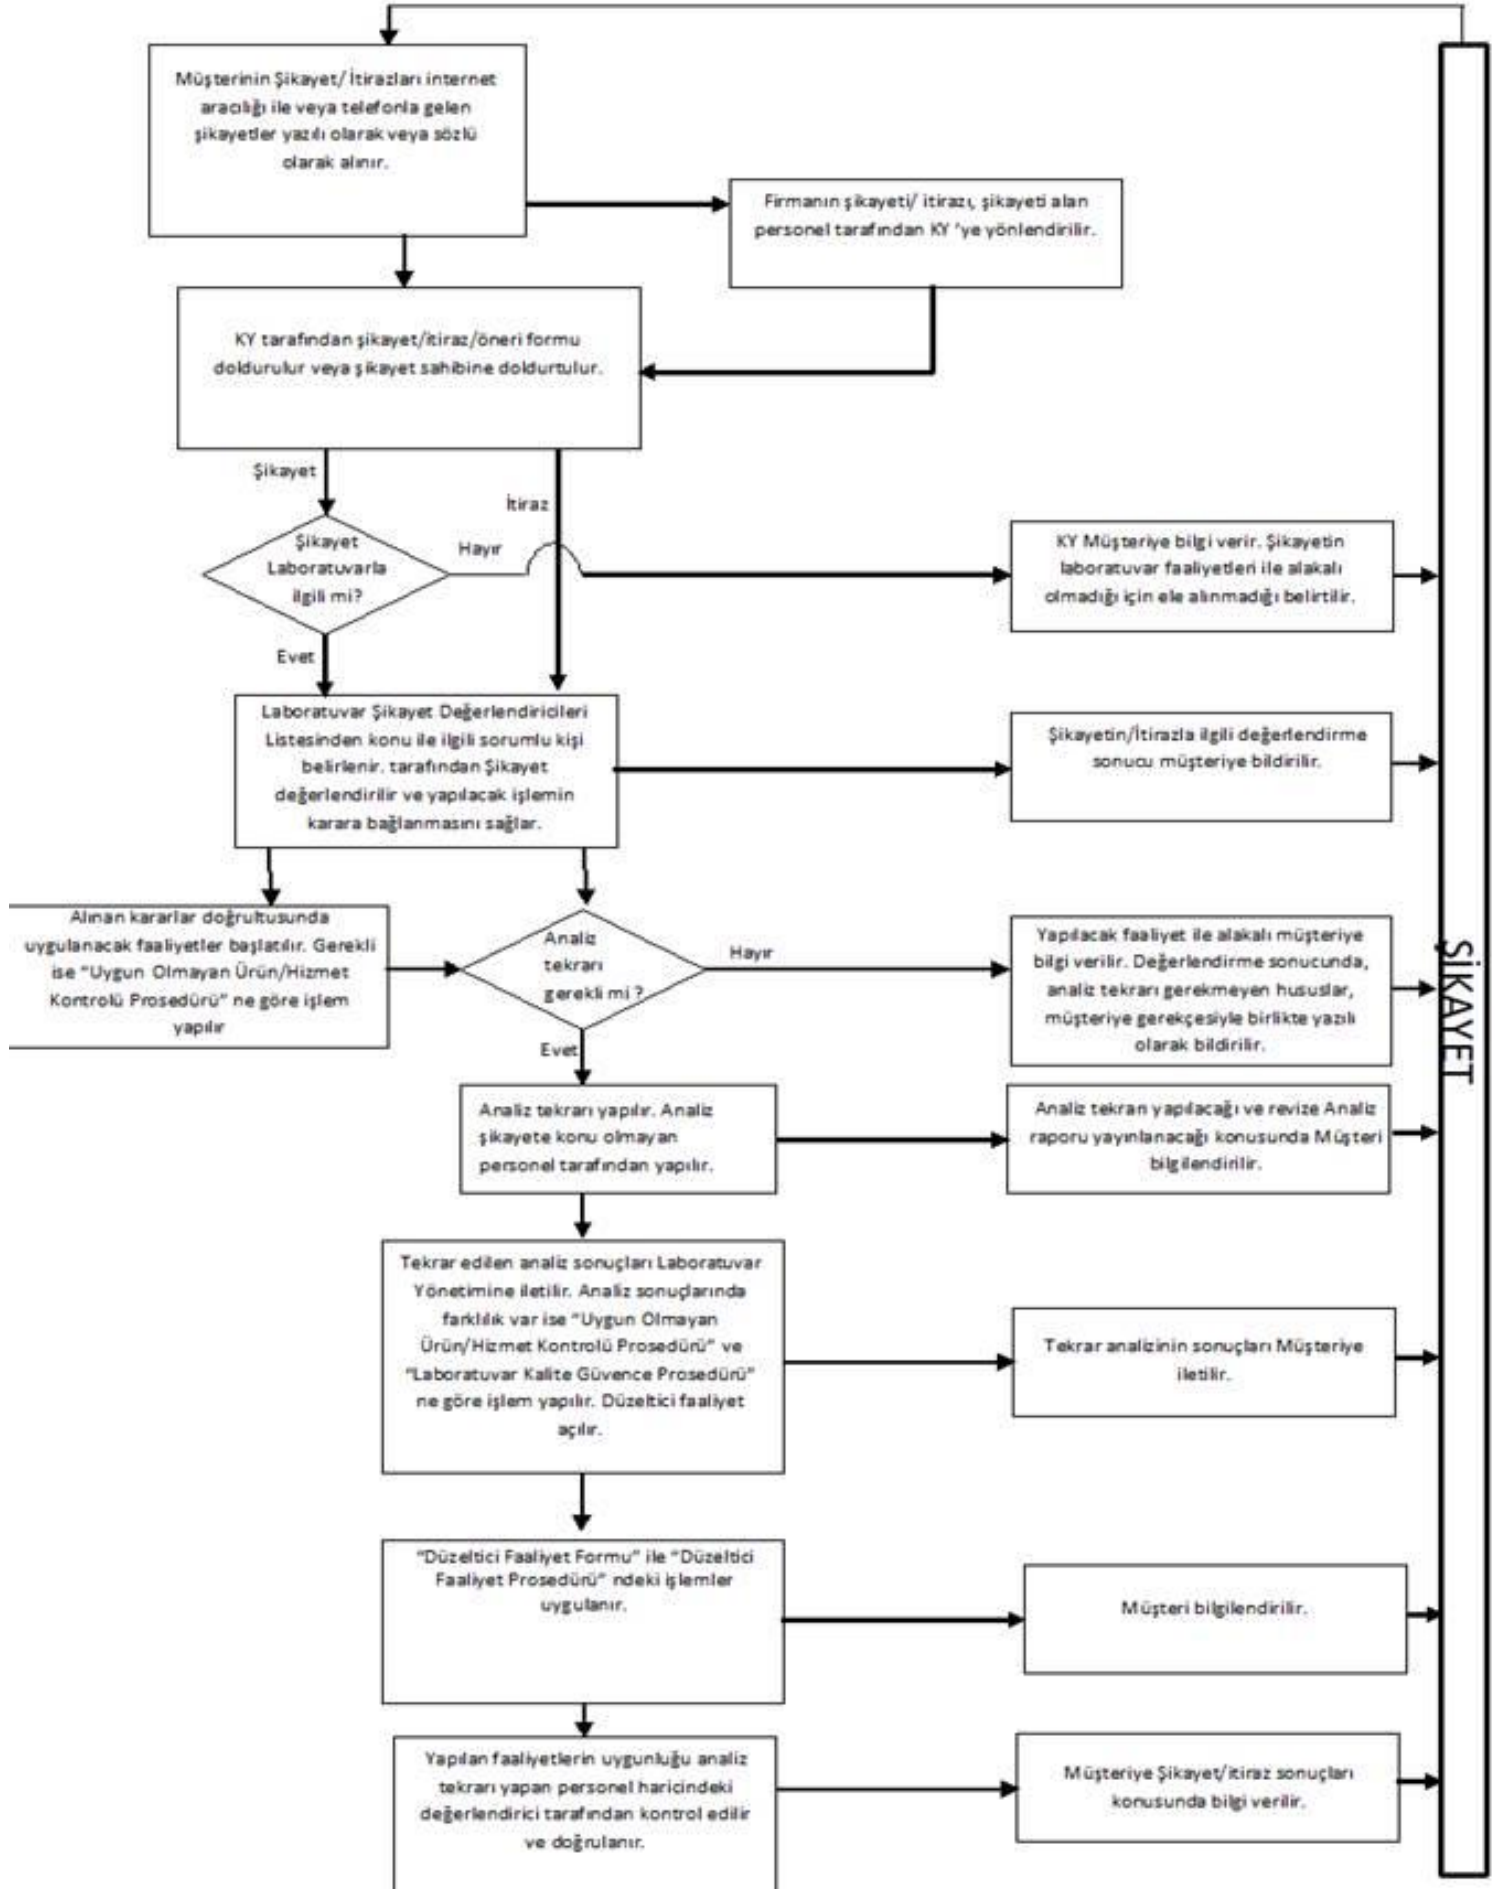 Müşterinin Şikayet/ İtirazları internet
aracılığı ile veya telefonla gelen
şikayetler yazılı olarak veya sözlü
olarak alınır.
Firmanın şikayeti/ itirazı, şikayeti alan
personel tarafından KY 'ye yönlendirilir.
KY tarafından şikayet/itiraz/öneri formu
doldurulur veya şikayet sahibine doldurtulur.
Şikayet
İtiraz
Şikayet
Laboratuvarla
ilgili mi?
Hayır
KY Müşteriye bilgi verir. Şikayetin
laboratuvar faaliyetleri ile alakalı
olmadığı için ele alınmadığı belirtilir.
Evet
Laboratuvar Şikayet Değerlendiricileri
Listesinden konu ile ilgili sorumlu kişi
belirlenir. tarafından Şikayet
değerlendirilir ve yapılacak işlemin
karara bağlanmasını sağlar.
Şikayetin/İtirazla ilgili değerlendirme
sonucu müşteriye bildirilir.
Alınan kararlar doğrultusunda
uygulanacak faaliyetler başlatılır. Gerekli
ise "Uygun Olmayan Ürün/Hizmet
Kontrolü Prosedürü" ne göre işlem
yapılır
Analiz
tekrarı
gerekli mi ?
Hayır
Yapılacak faaliyet ile alakalı müşteriye
bilgi verilir. Değerlendirme sonucunda,
analiz tekrarı gerekmeyen hususlar,
müşteriye gerekçesiyle birlikte yazılı
olarak bildirilir.
ŞİKAYET
Evet
Analiz tekrarı yapılır. Analiz
şikayete konu olmayan
personel tarafından yapılır.
Analiz tekrarı yapılacağı ve revize Analiz
raporu yayınlanacağı konusunda Müşteri
bilgilendirilir.
Tekrar edilen analiz sonuçları Laboratuvar
Yönetimine iletilir. Analiz sonuçlarında
farklılık var ise "Uygun Olmayan
Ürün/Hizmet Kontrolü Prosedürü" ve
"Laboratuvar Kalite Güvence Prosedürü"
ne göre işlem yapılır. Düzeltici faaliyet
açılır.
Tekrar analizinin sonuçları Müşteriye
iletilir.
"Düzeltici Faaliyet Formu" ile "Düzeltici
Faaliyet Prosedürü" ndeki işlemler
uygulanır.
Müşteri bilgilendirilir.
Yapılan faaliyetlerin uygunluğu analiz
tekrarı yapan personel haricindeki
değerlendirici tarafından kontrol edilir
ve doğrulanır.
Müşteriye Şikayet/itiraz sonuçları
konusunda bilgi verilir.